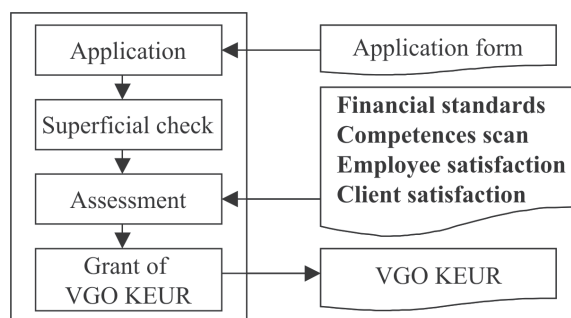 Application
Application form
Superficial check
Financial standards
Competences scan
Employee satisfaction
Client satisfaction
Assessment
Grant of
VGO KEUR
VGO KEUR